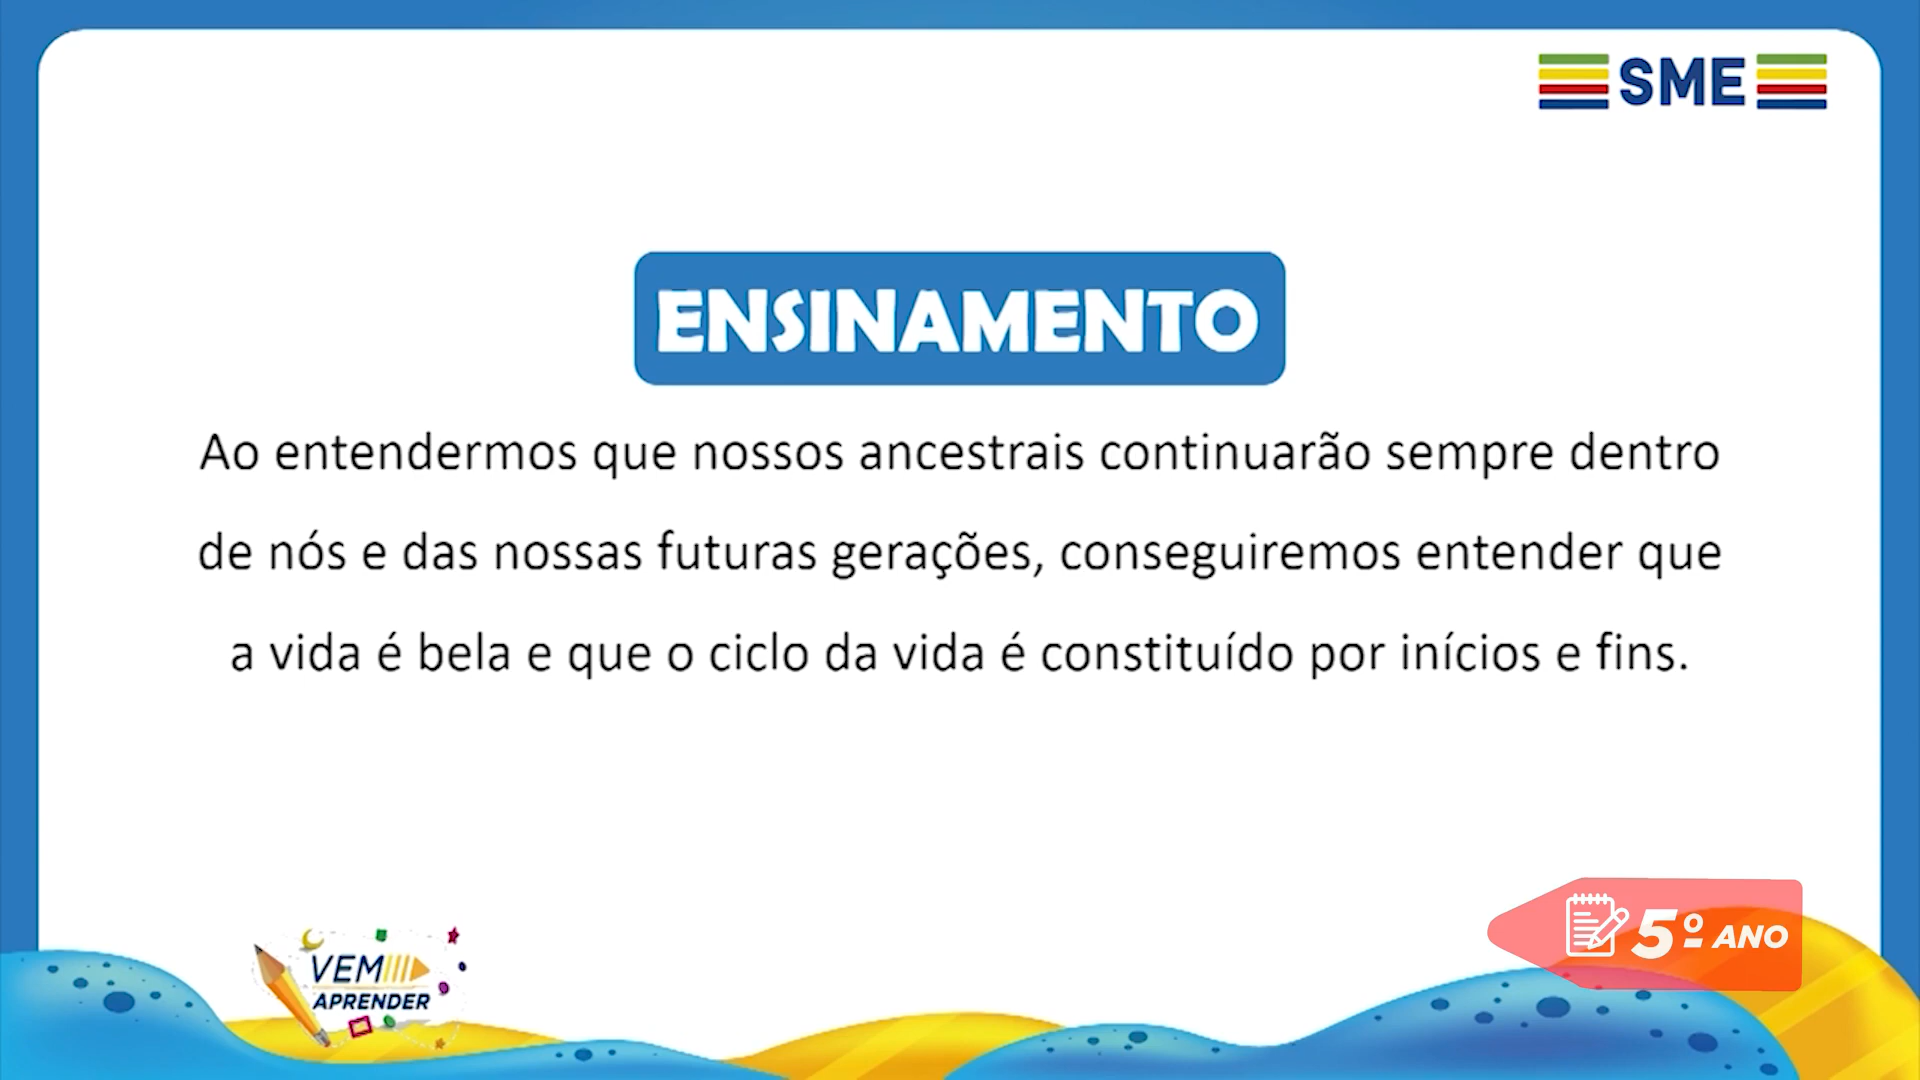 SME
ENSINAMENTO
Ao entendermos que nossos ancestrais continuarão sempre dentro
de nós e das nossas futuras gerações, conseguiremos entender que
a vida é bela e que o ciclo da vida é constituído por inícios e fins.
5º ANO
VEM
APRENDER